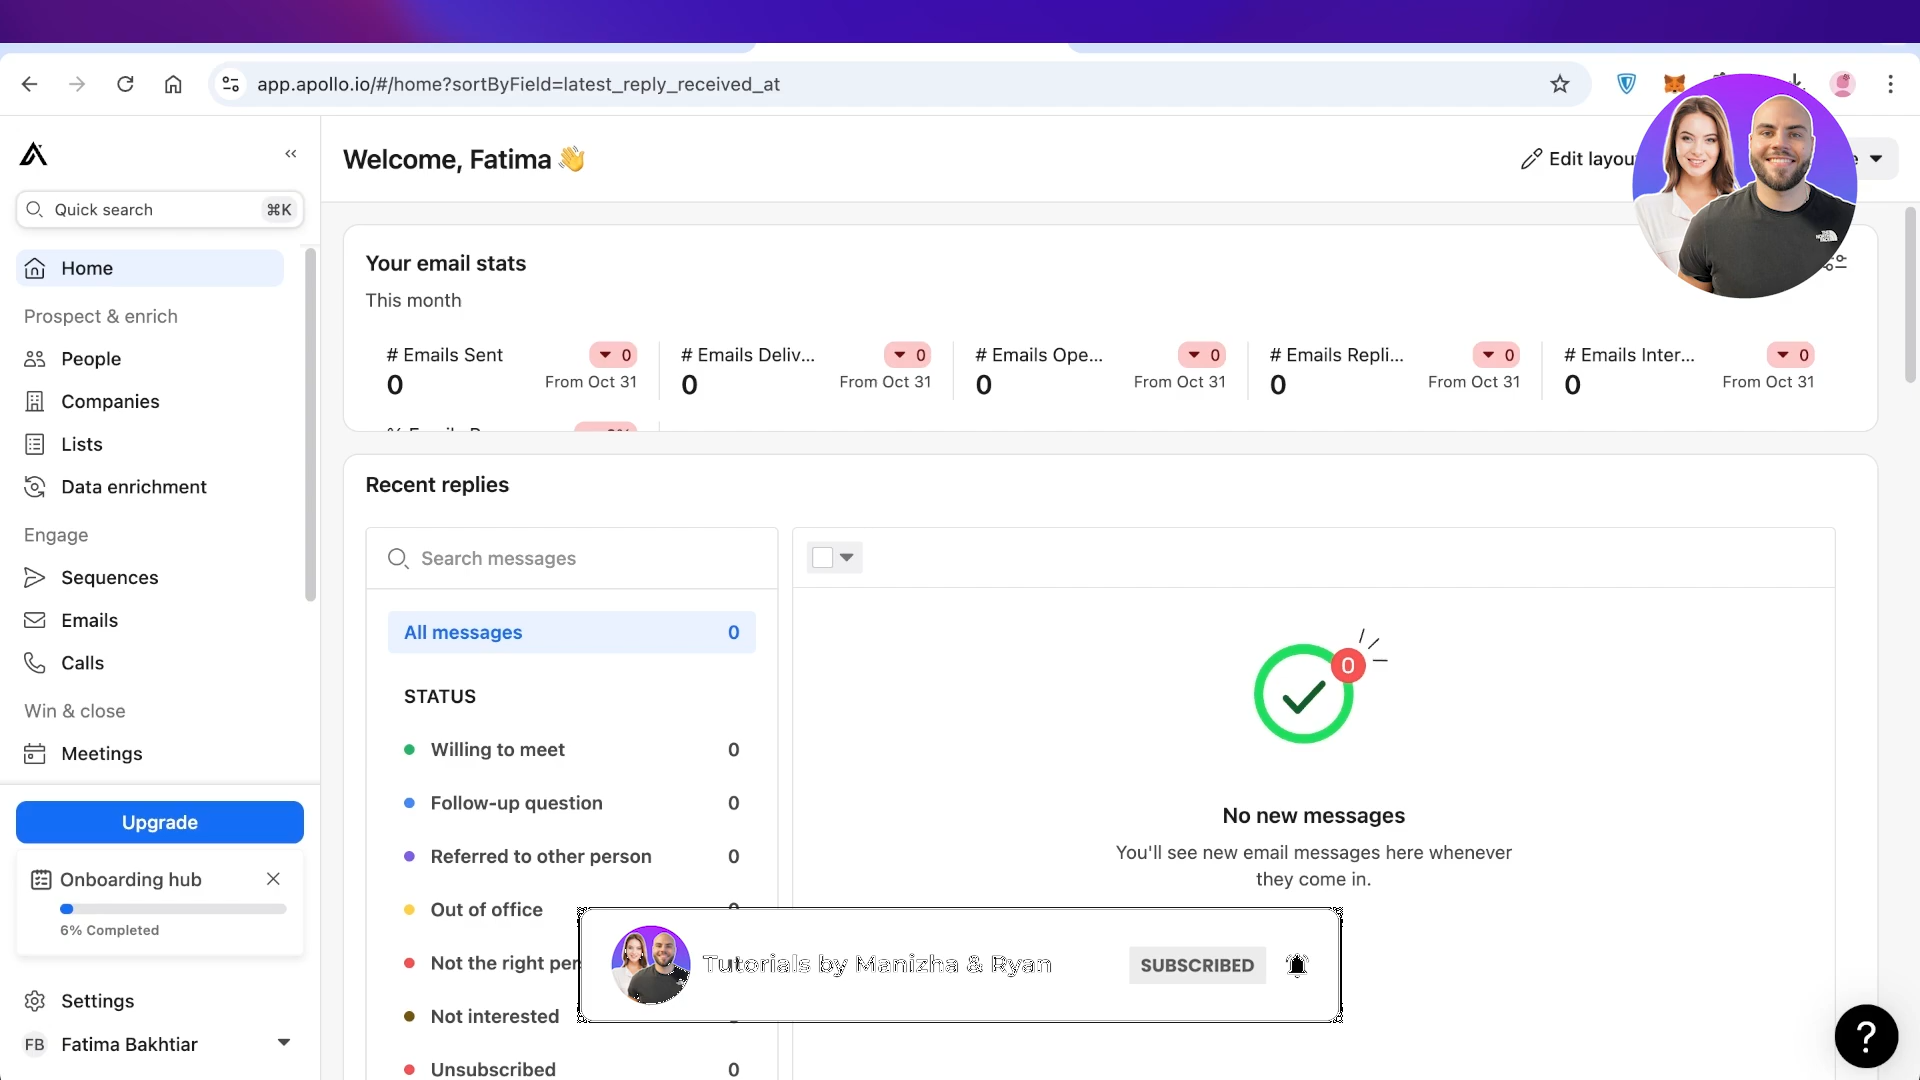 app.apollo.io/#/home?sortByField=latest_reply_received_at
Quick search ⌘K
Home
Prospect & enrich
People
Companies
Lists
Data enrichment
Engage
Sequences
Emails
Calls
Win & close
Meetings
Upgrade
Onboarding hub
6% Completed
Settings
FB Fatima Bakhtiar
Welcome, Fatima 👋
Edit layou
Your email stats
This month
# Emails Sent 0
0 From Oct 31
# Emails Deliv... 0
0 From Oct 31
# Emails Ope... 0
0 From Oct 31
# Emails Repli... 0
0 From Oct 31
# Emails Inter... 0
0 From Oct 31
Recent replies
Search messages
All messages 0
STATUS
Willing to meet 0
Follow-up question 0
Referred to other person 0
Out of office
Not the right per
Not interested
Unsubscribed 0
0
No new messages
You'll see new email messages here whenever
they come in.
Tutorials by Manizha & Ryan
SUBSCRIBED
?